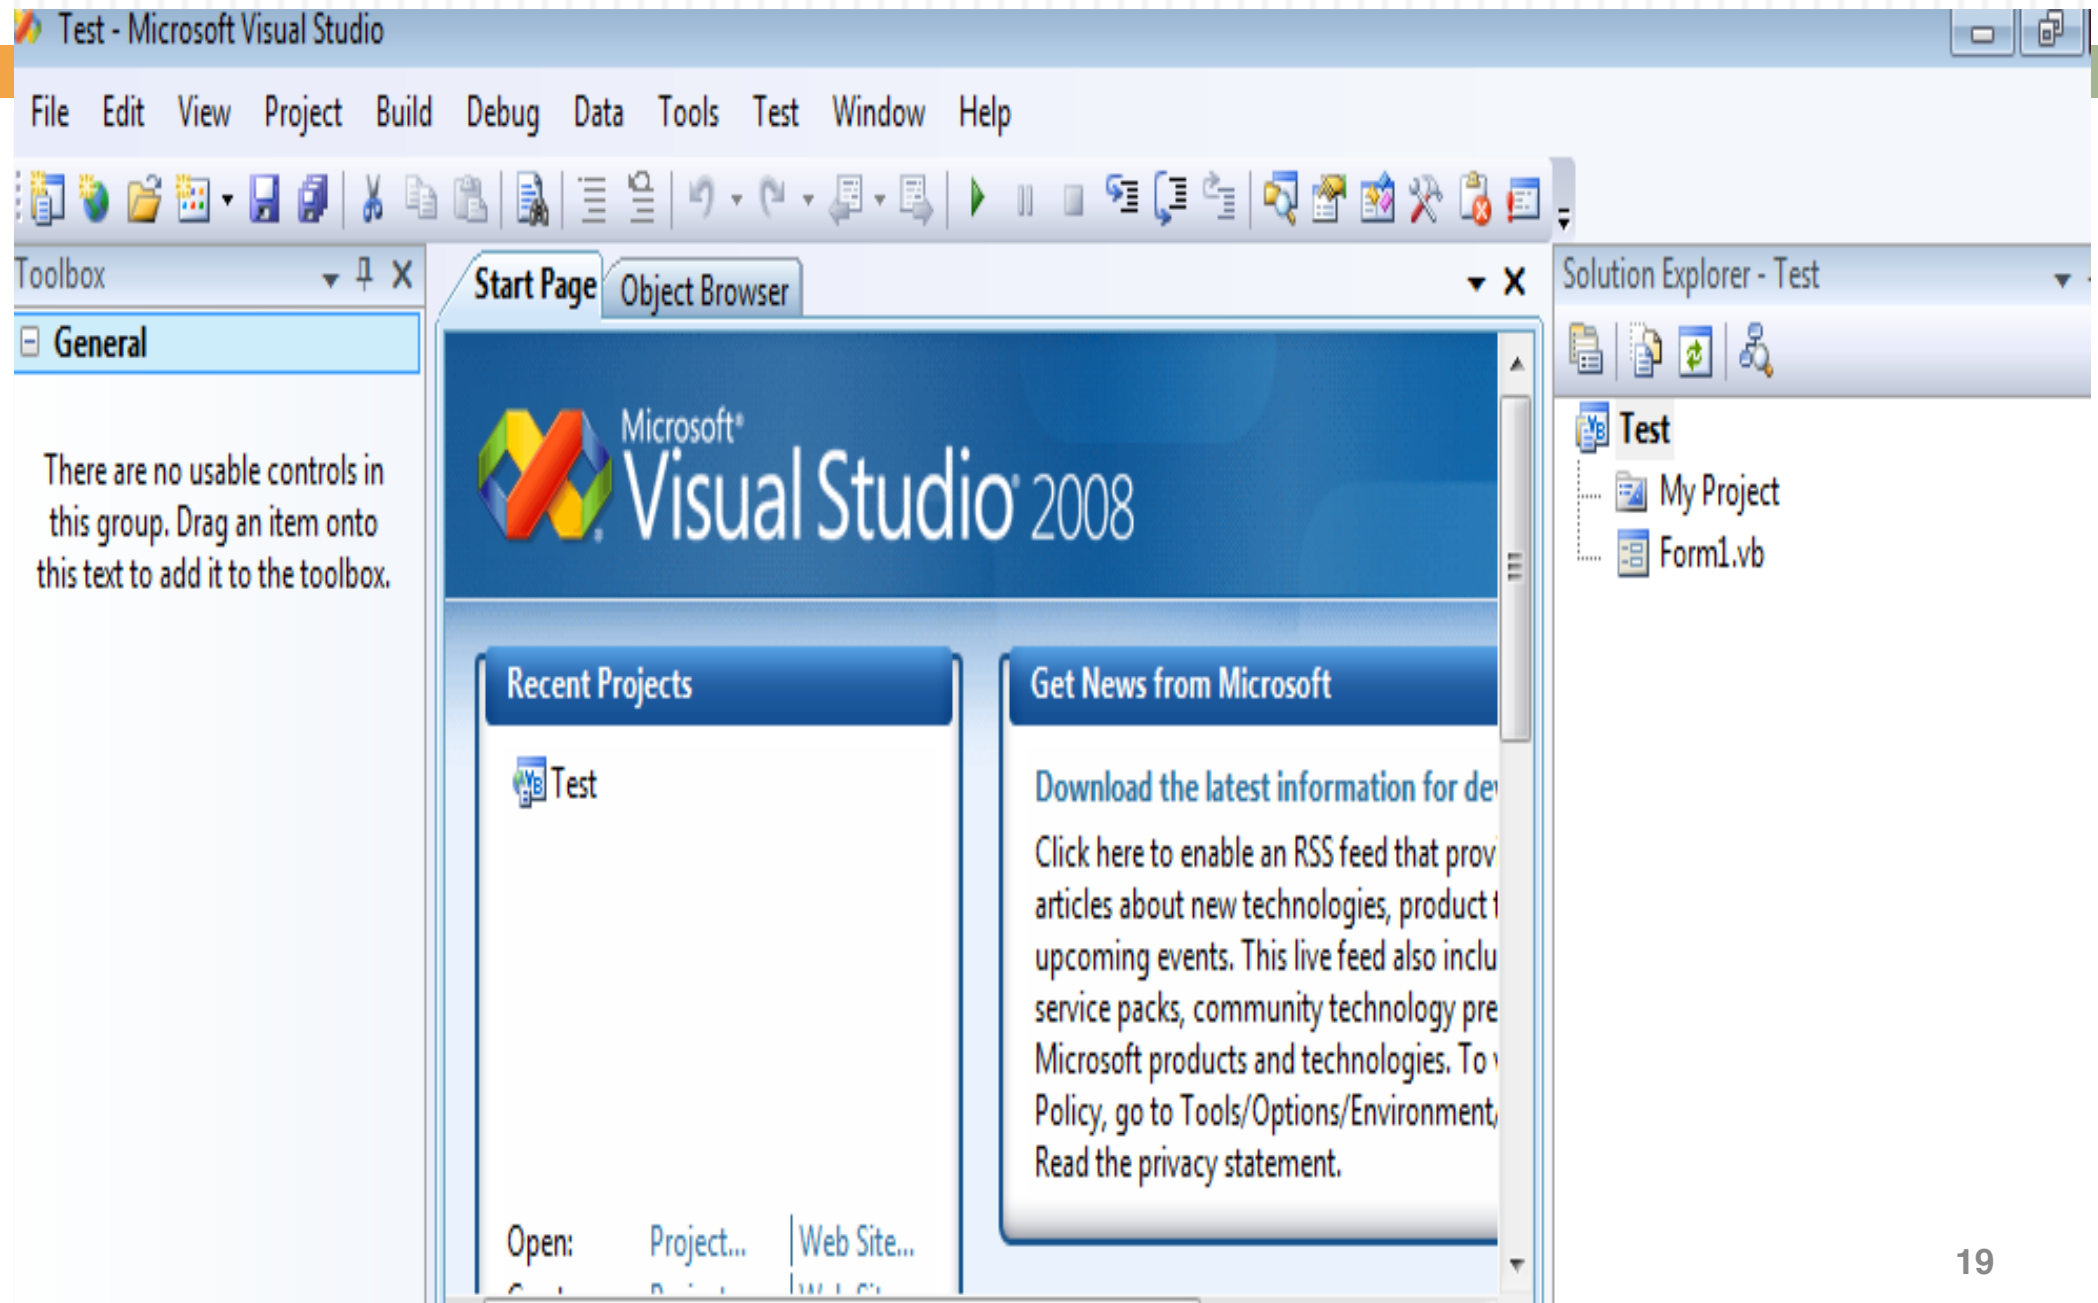 Test - Microsoft Visual Studio
File Edit View Project Build Debug Data Tools Test Window Help
Toolbox
General
There are no usable controls in
this group. Drag an item onto
this text to add it to the toolbox.
Start Page Object Browser
Microsoft®
Visual Studio® 2008
Recent Projects
Test
Open: Project... Web Site...
Get News from Microsoft
Download the latest information for
Click here to enable an RSS feed that
articles about new technologies, product
upcoming events. This live feed also
service packs, community technology
Microsoft products and technologies. To
Policy, go to Tools/Options/Environment/
Read the privacy statement.
Solution Explorer - Test
Test
My Project
Form1.vb
19